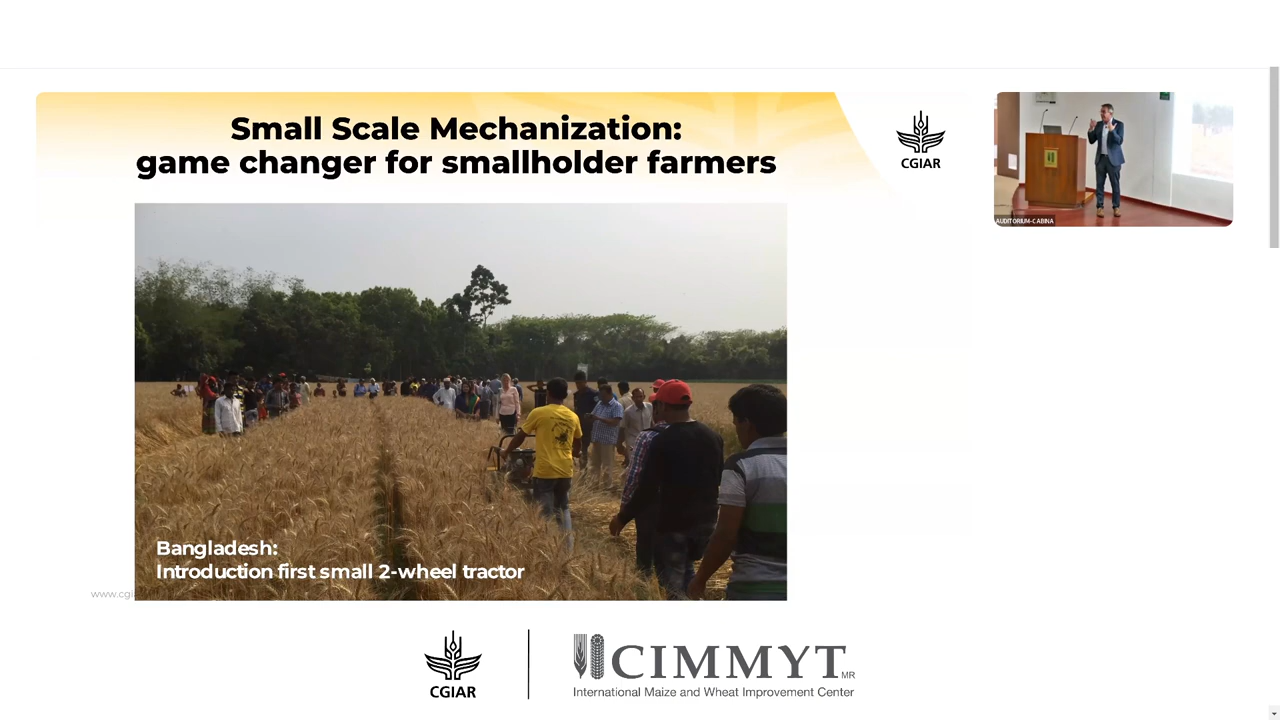 Small Scale Mechanization:
game changer for smallholder farmers
CGIAR
AUDITORIUM-CABINA
Bangladesh:
Introduction first small 2-wheel tractor
www.cgi
CGIAR
CIMMYT MR
International Maize and Wheat Improvement Center